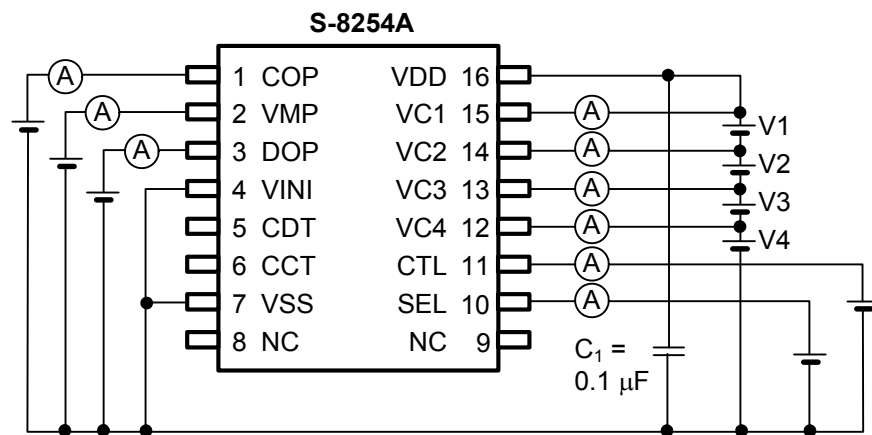 S-8254A
A
1 COP
VDD 16
A
2 VMP
VC1 15
A
V1
A
3 DOP
VC2 14
A
V2
4 VINI
VC3 13
A
V3
5 CDT
VC4 12
A
V4
6 CCT
CTL 11
A
7 VSS
SEL 10
A
8 NC
NC 9
C₁ =
0.1 μF